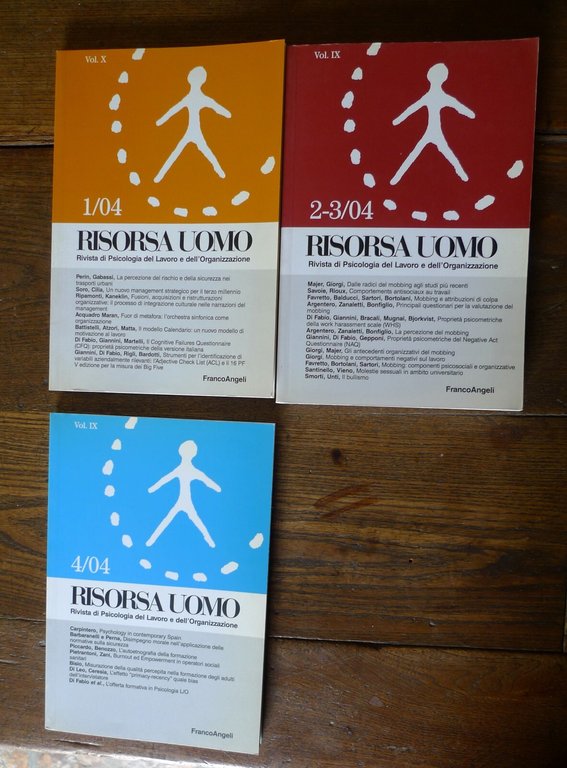 Vol. X
1/04
RISORSA UOMO
Rivista di Psicologia del Lavoro e dell'Organizzazione
Perin, Gabassi, La percezione del rischio e della sicurezza nei
trasporti urbani
Soro, Cilia, Un nuovo management strategico per il terzo millennio
Ripamonti, Kaneklin, Fusioni, acquisizioni e ristrutturazioni
organizzative: il processo di integrazione culturale nelle narrazioni del
management
Acquadro Maran, Fuor di metafora: l'orchestra sinfonica come
organizzazione
Battistelli, Atzori, Matta, Il modello Calendario: un nuovo modello di
motivazione al lavoro
Di Fabio, Giannini, Martelli, Il Cognitive Failures Questionnaire
(CFQ): proprietà psicometriche della versione italiana
Giannini, Di Fabio, Rigli, Bardotti, Strumenti per l'identificazione di
variabili aziendalmente rilevanti: l'Adjective Check List (ACL) e il 16 PF
V edizione per la misura dei Big Five
FrancoAngeli
Vol. IX
2-3/04
RISORSA UOMO
Rivista di Psicologia del Lavoro e dell'Organizzazione
Majer, Giorgi, Dalle radici del mobbing agli studi più recenti
Savoie, Rioux, Comportements antisociaux au travail
Favretto, Balducci, Sartori, Bortolani, Mobbing e attribuzioni di colpa
Argentero, Zanaletti, Bonfiglio, Principali questionari per la valutazione del
mobbing
Di Fabio, Giannini, Bracali, Mugnai, Bjorkvist, Proprietà psicometriche
della work harassment scale (WHS)
Argentero, Zanaletti, Bonfiglio, La percezione del mobbing
Giannini, Di Fabio, Gepponi, Proprietà psicometriche del Negative Act
Questionnaire (NAQ)
Giorgi, Majer, Gli antecedenti organizzativi del mobbing
Giorgi, Mobbing e comportamenti negativi sul lavoro
Favretto, Bortolani, Sartori, Mobbing: componenti psicosociali e organizzative
Santinello, Vieno, Molestie sessuali in ambito universitario
Smorti, Unti, Il bullismo
FrancoAngeli
Vol. IX
4/04
RISORSA UOMO
Rivista di Psicologia del Lavoro e dell'Organizzazione
Carpintero, Psychology in contemporary Spain
Barbaranelli e Perna, Disimpegno morale nell'applicazione delle
normative sulla sicurezza
Piccardo, Benozzo, L'autoetnografia della formazione
Pietrantoni, Zani, Burnout ed Empowerment in operatori sociali
sanitari
Bisio, Misurazione della qualità percepita nella formazione degli adulti
Di Leo, Ceresia, L'effetto "primacy-recency" quale bias
dell'intervistatore
Di Fabio et al., L'offerta formativa in Psicologia L/O
FrancoAngeli